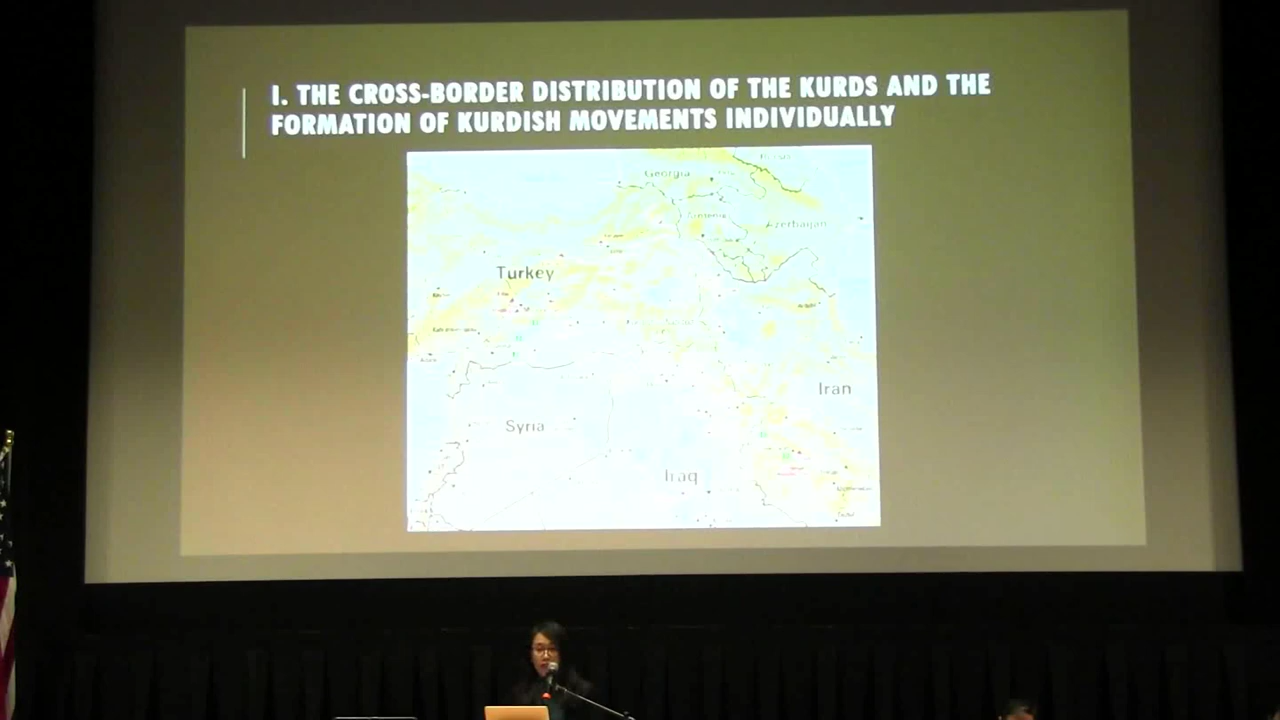 I. THE CROSS-BORDER DISTRIBUTION OF THE KURDS AND THE
FORMATION OF KURDISH MOVEMENTS INDIVIDUALLY
Georgia
Azerbaijan
Turkey
Iran
Syria
Iraq